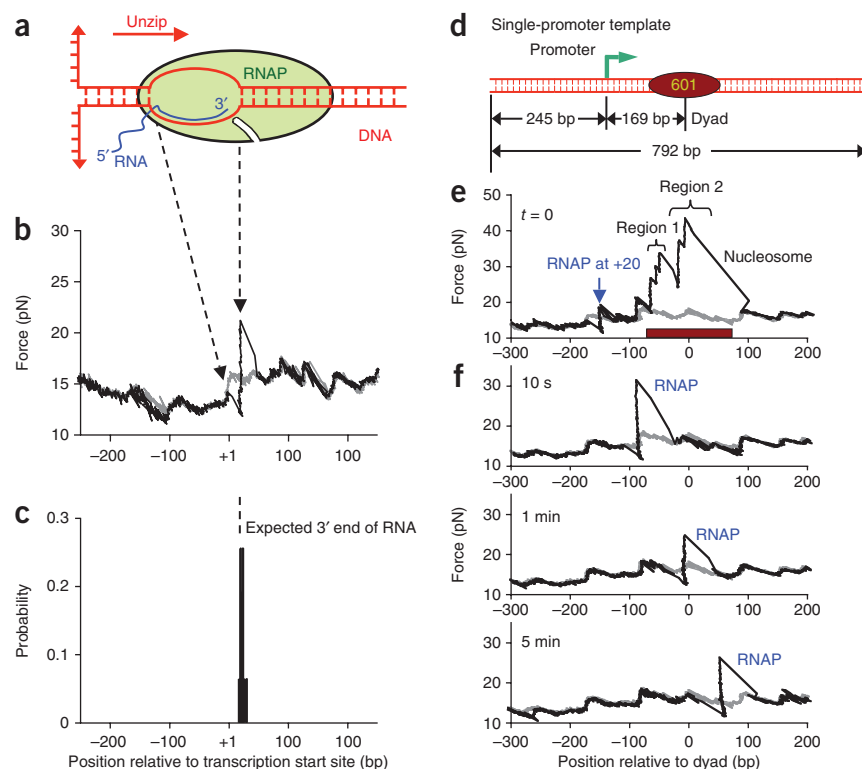 a
Unzip
RNAP
3′
5′
RNA
DNA
b
30
25
20
15
10
Force (pN)
−200
−100
+1
100
100
c
0.3
0.2
0.1
0
Probability
Expected 3′ end of RNA
−200
−100
+1
100
100
Position relative to transcription start site (bp)
d
Single-promoter template
Promoter
601
245 bp
169 bp
Dyad
792 bp
e
50
40
30
20
10
Force (pN)
t = 0
Region 2
Region 1
Nucleosome
RNAP at +20
−300
−200
−100
0
100
200
f
10 s
RNAP
30
20
10
−300
−200
−100
0
100
200
1 min
RNAP
30
20
10
Force (pN)
−300
−200
−100
0
100
200
5 min
RNAP
30
20
10
−300
−200
−100
0
100
200
Position relative to dyad (bp)